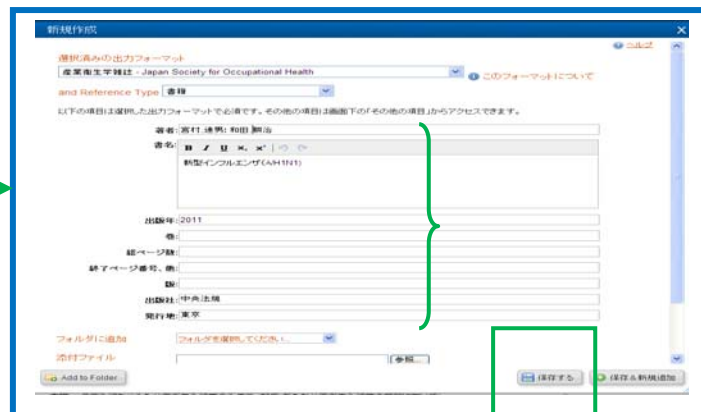 新規作成
ヘルプ
選択済みの出力フォーマット
産業衛生学雑誌 - Japan Society for Occupational Health
このフォーマットについて
and Reference Type 書籍
以下の項目は選択した出力フォーマットで必須です。その他の項目は画面下の「その他の項目」からアクセスできます。
著者: 宮村 達男; 和田 耕治
書名: B I U
新型インフルエンザ(A/H1N1)
出版年: 2011
巻:
総ページ数:
終了ページ番号、他:
版:
出版社: 中央法規
発行地: 東京
フォルダに追加 フォルダを選択してください...
添付ファイル 参照...
Add to Folder 保存する 保存&新規追加